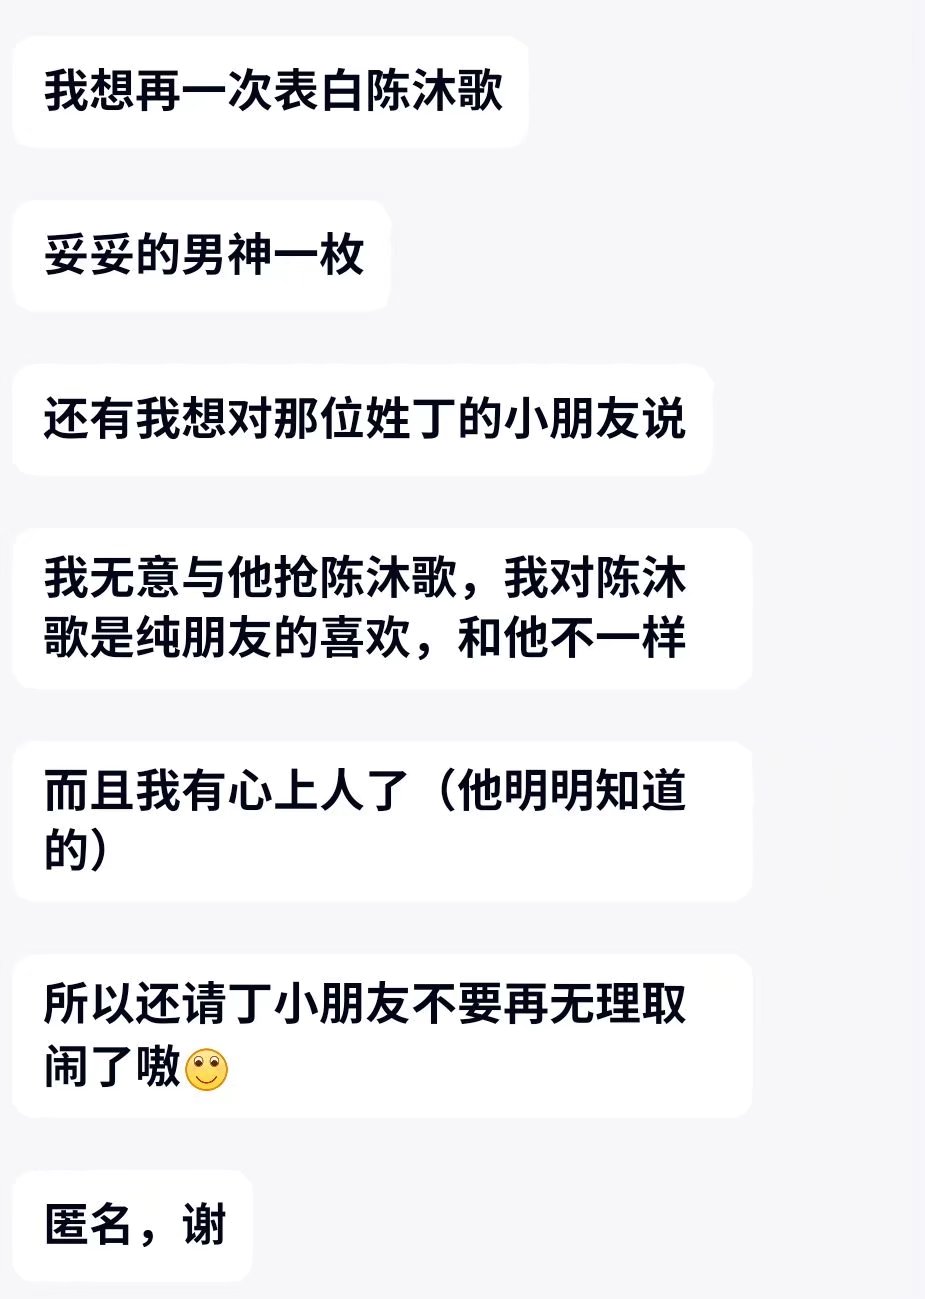 我想再一次表白陈沐歌
妥妥的男神一枚
还有我想对那位姓丁的小朋友说
我无意与他抢陈沐歌，我对陈沐
歌是纯朋友的喜欢，和他不一样
而且我有心上人了（他明明知道
的）
所以还请丁小朋友不要再无理取
闹了嗷
匿名，谢